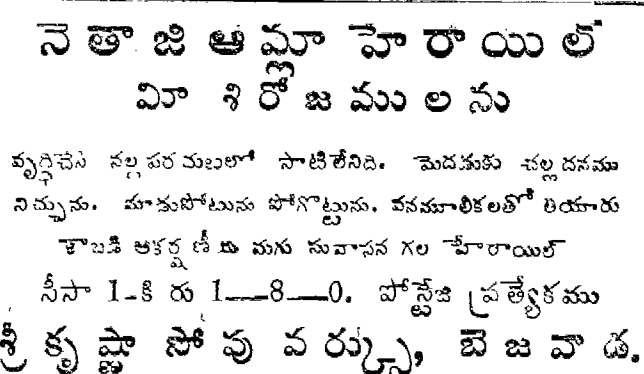 నేతాజి ఆమ్లా హేరాయిల్
మీ శిరోజములను
వృద్ధిచేసి నల్లపరచుటలో సాటిలేనిది. మెదడుకు చల్లదనము
నిచ్చును. మాడుపోటును పోగొట్టును. వనమూలికలతో తయారు
కాబడి ఆకర్షణీయ మగు సువాసన గల హేరాయిల్
సీసా 1-కి రు 1—8—0. పోస్టేజి ప్రత్యేకము
శ్రీ కృష్ణా సోపు వర్క్సు, బెజవాడ.